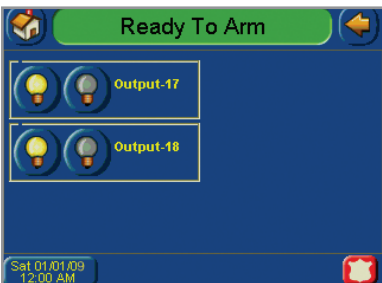 Ready To Arm
Output-17
Output-18
Sat 01/01/09
12:00 AM